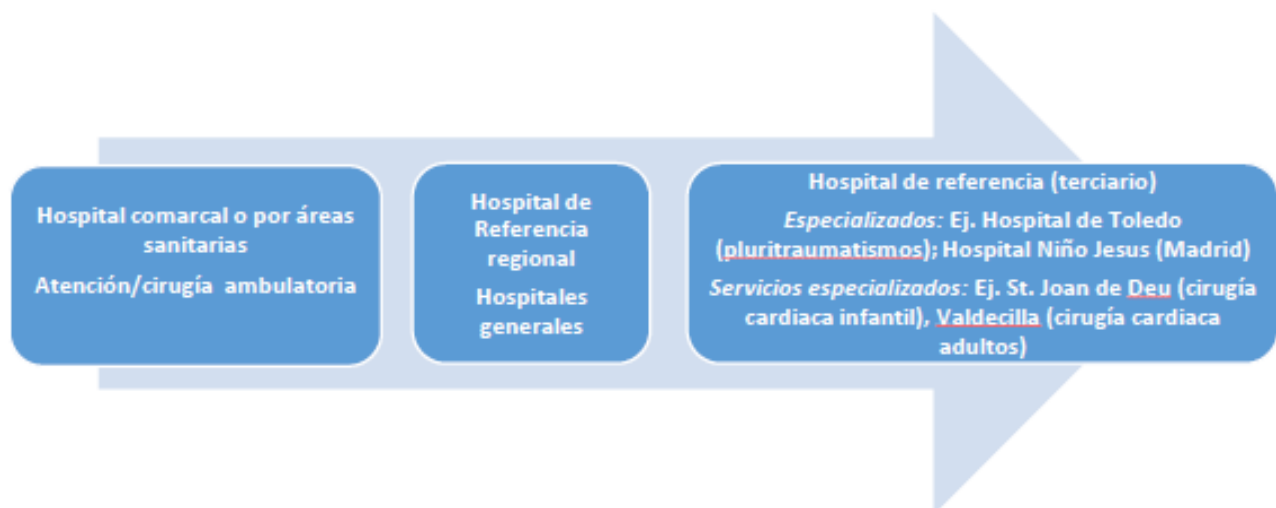 Hospital comarcal o por áreas
sanitarias
Atención/cirugía ambulatoria
Hospital de
Referencia
regional
Hospitales
generales
Hospital de referencia (terciario)
Especializados: Ej. Hospital de Toledo
(pluritraumatismos); Hospital Niño Jesus (Madrid)
Servicios especializados: Ej. St. Joan de Deu (cirugía
cardiaca infantil), Valdecilla (cirugía cardiaca
adultos)